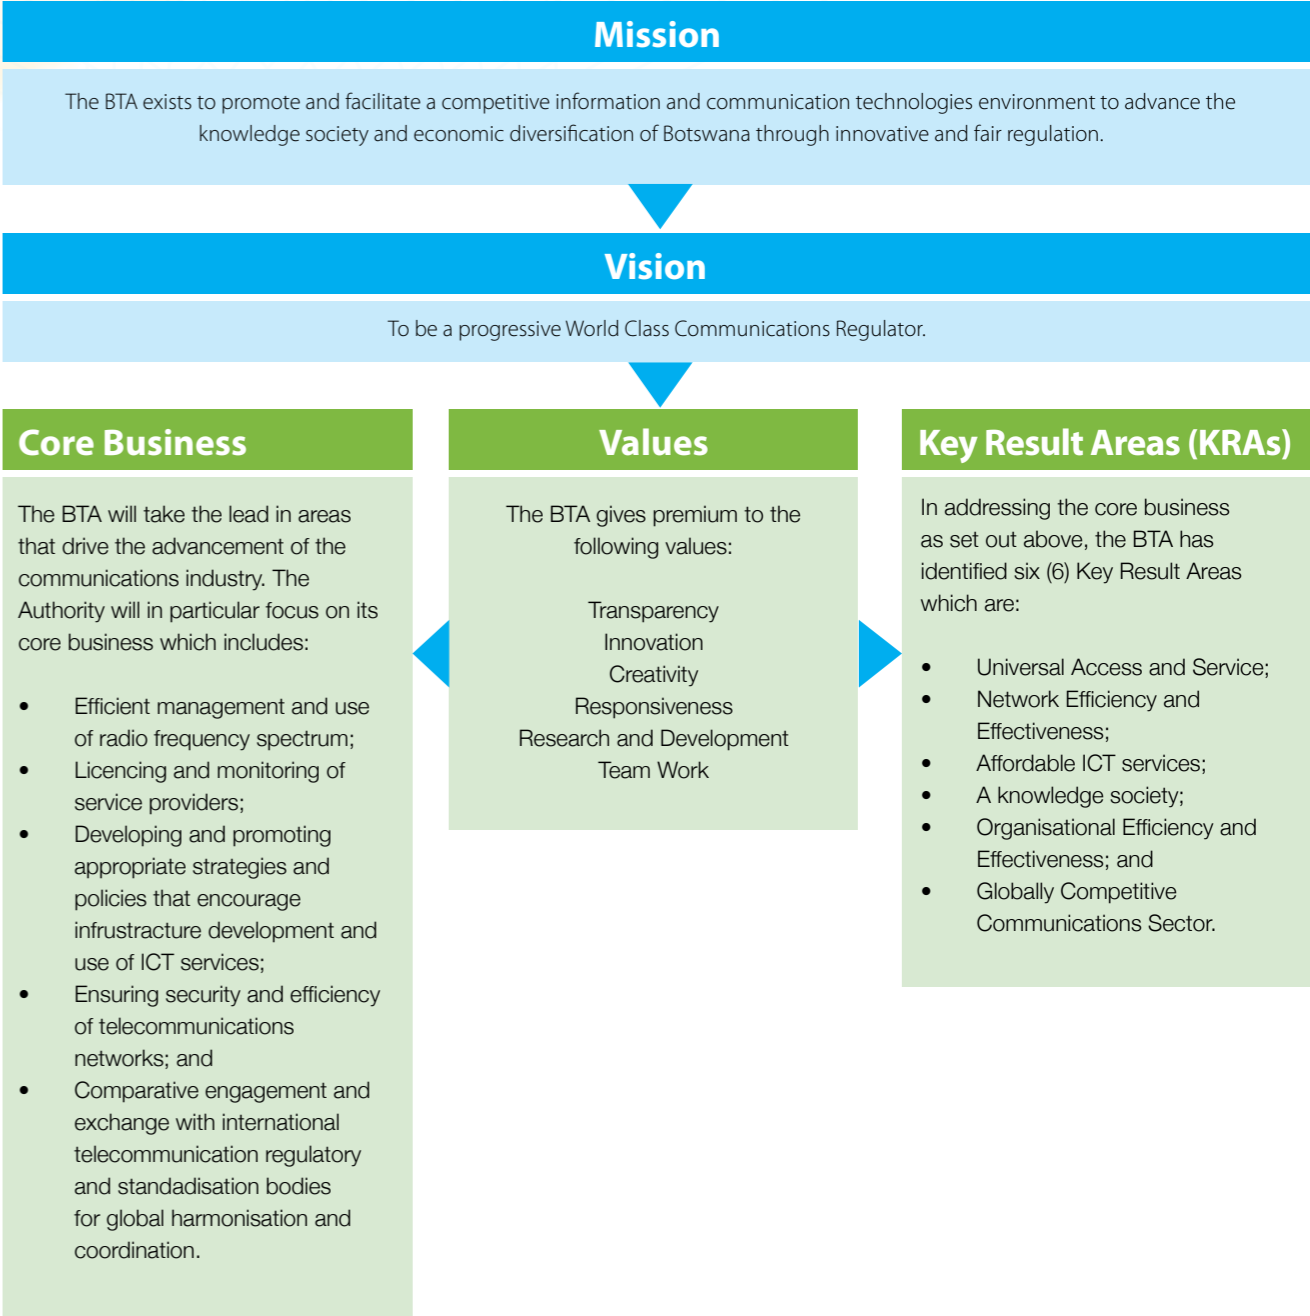 Mission
The BTA exists to promote and facilitate a competitive information and communication technologies environment to advance the
knowledge society and economic diversification of Botswana through innovative and fair regulation.
Vision
To be a progressive World Class Communications Regulator.
Core Business
The BTA will take the lead in areas
that drive the advancement of the
communications industry. The
Authority will in particular focus on its
core business which includes:
• Efficient management and use
of radio frequency spectrum;
• Licencing and monitoring of
service providers;
• Developing and promoting
appropriate strategies and
policies that encourage
infrustracture development and
use of ICT services;
• Ensuring security and efficiency
of telecommunications
networks; and
• Comparative engagement and
exchange with international
telecommunication regulatory
and standadisation bodies
for global harmonisation and
coordination.
Values
The BTA gives premium to the
following values:
Transparency
Innovation
Creativity
Responsiveness
Research and Development
Team Work
Key Result Areas (KRAs)
In addressing the core business
as set out above, the BTA has
identified six (6) Key Result Areas
which are:
• Universal Access and Service;
• Network Efficiency and
Effectiveness;
• Affordable ICT services;
• A knowledge society;
• Organisational Efficiency and
Effectiveness; and
• Globally Competitive
Communications Sector.